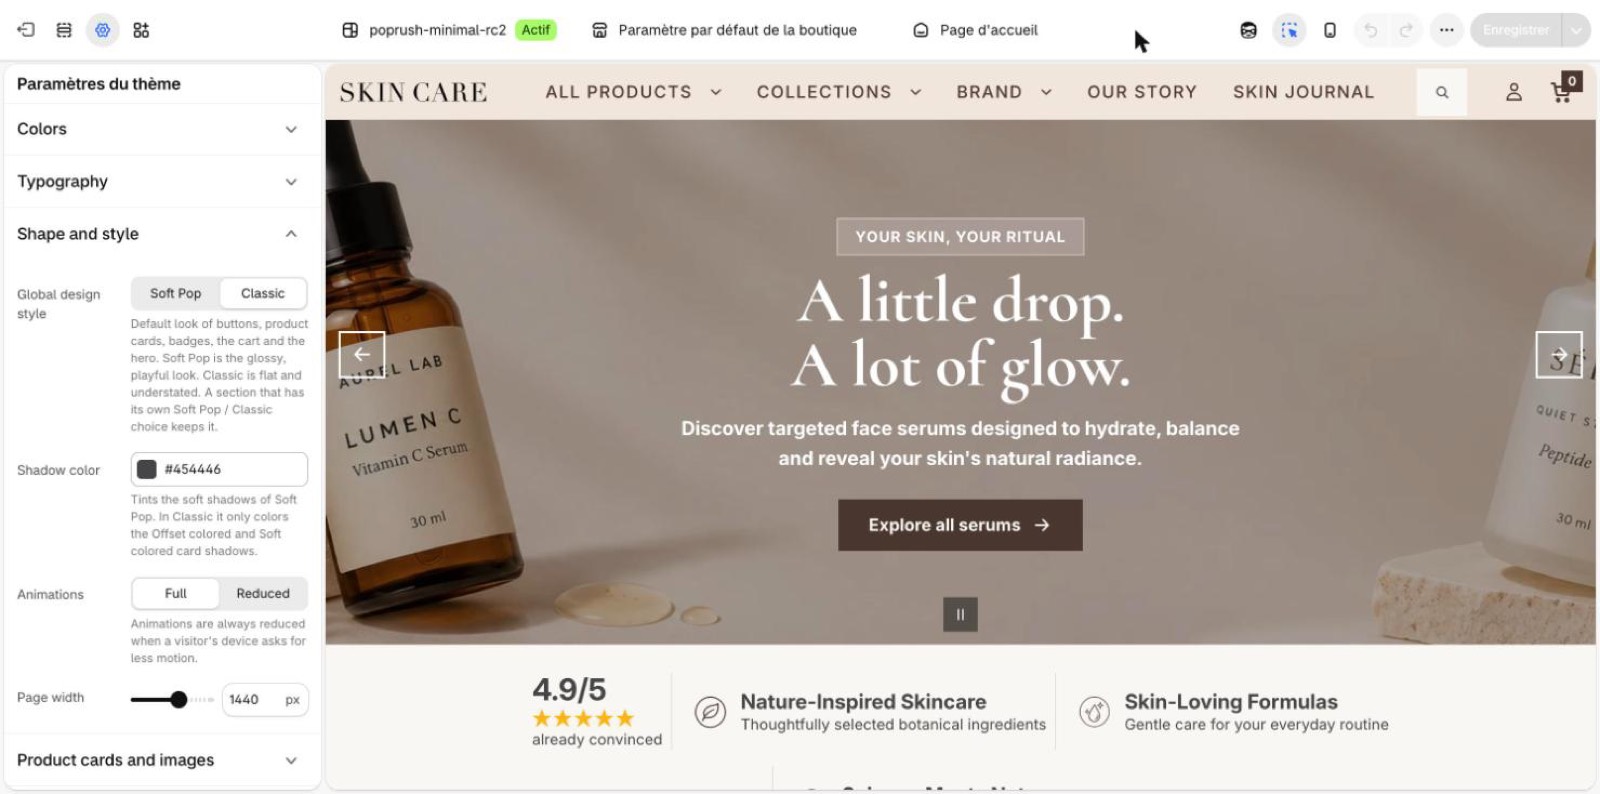 poprush-minimal-rc2 Actif Paramètre par défaut de la boutique Page d'accueil Enregistrer
Paramètres du thème
Colors
Typography
Shape and style
Global design style
Soft Pop Classic
Default look of buttons, product
cards, badges, the cart and the
hero. Soft Pop is the glossy,
playful look. Classic is flat and
understated. A section that has
its own Soft Pop / Classic
choice keeps it.
Shadow color
#454446
Tints the soft shadows of Soft
Pop. In Classic it only colors
the Offset colored and Soft
colored card shadows.
Animations
Full Reduced
Animations are always reduced
when a visitor's device asks for
less motion.
Page width
1440 px
Product cards and images
SKIN CARE ALL PRODUCTS COLLECTIONS BRAND OUR STORY SKIN JOURNAL 0
YOUR SKIN, YOUR RITUAL
A little drop.
A lot of glow.
Discover targeted face serums designed to hydrate, balance
and reveal your skin's natural radiance.
Explore all serums
AUREL LAB
LUMEN C
Vitamin C Serum
30 ml
QUIET
Peptide
30 ml
4.9/5
already convinced
Nature-Inspired Skincare
Thoughtfully selected botanical ingredients
Skin-Loving Formulas
Gentle care for your everyday routine